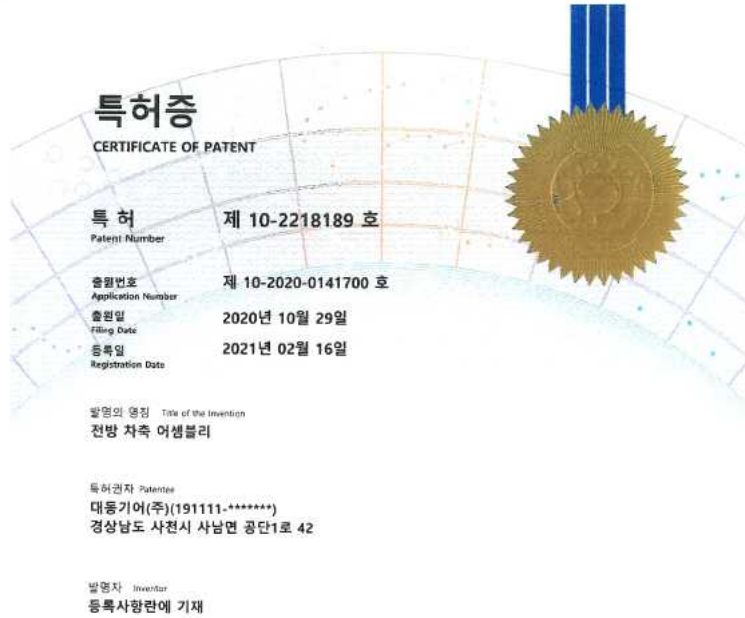 특허증
CERTIFICATE OF PATENT
특 허 제 10-2218189 호
Patent Number
출원번호 제 10-2020-0141700 호
Application Number
출원일 2020년 10월 29일
Filing Date
등록일 2021년 02월 16일
Registration Date
발명의 명칭 Title of the Invention
전방 차축 어셈블리
특허권자 Patentee
대동기어(주)(191111-*******)
경상남도 사천시 사남면 공단1로 42
발명자 Inventor
등록사항란에 기재